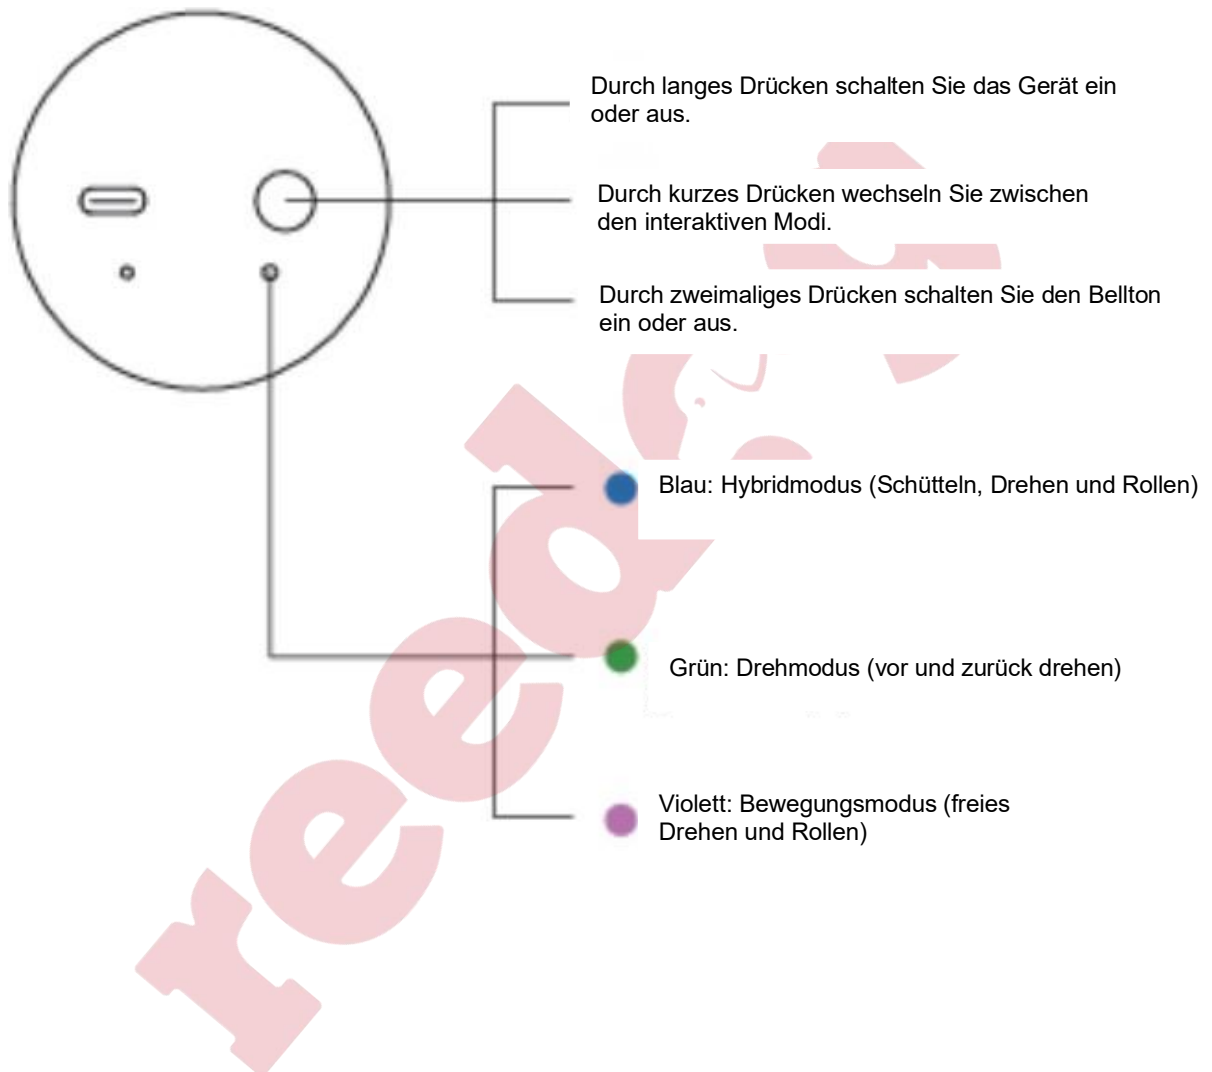 Durch langes Drücken schalten Sie das Gerät ein
oder aus.
Durch kurzes Drücken wechseln Sie zwischen
den interaktiven Modi.
Durch zweimaliges Drücken schalten Sie den Bellton
ein oder aus.
Blau: Hybridmodus (Schütteln, Drehen und Rollen)
Grün: Drehmodus (vor und zurück drehen)
Violett: Bewegungsmodus (freies
Drehen und Rollen)